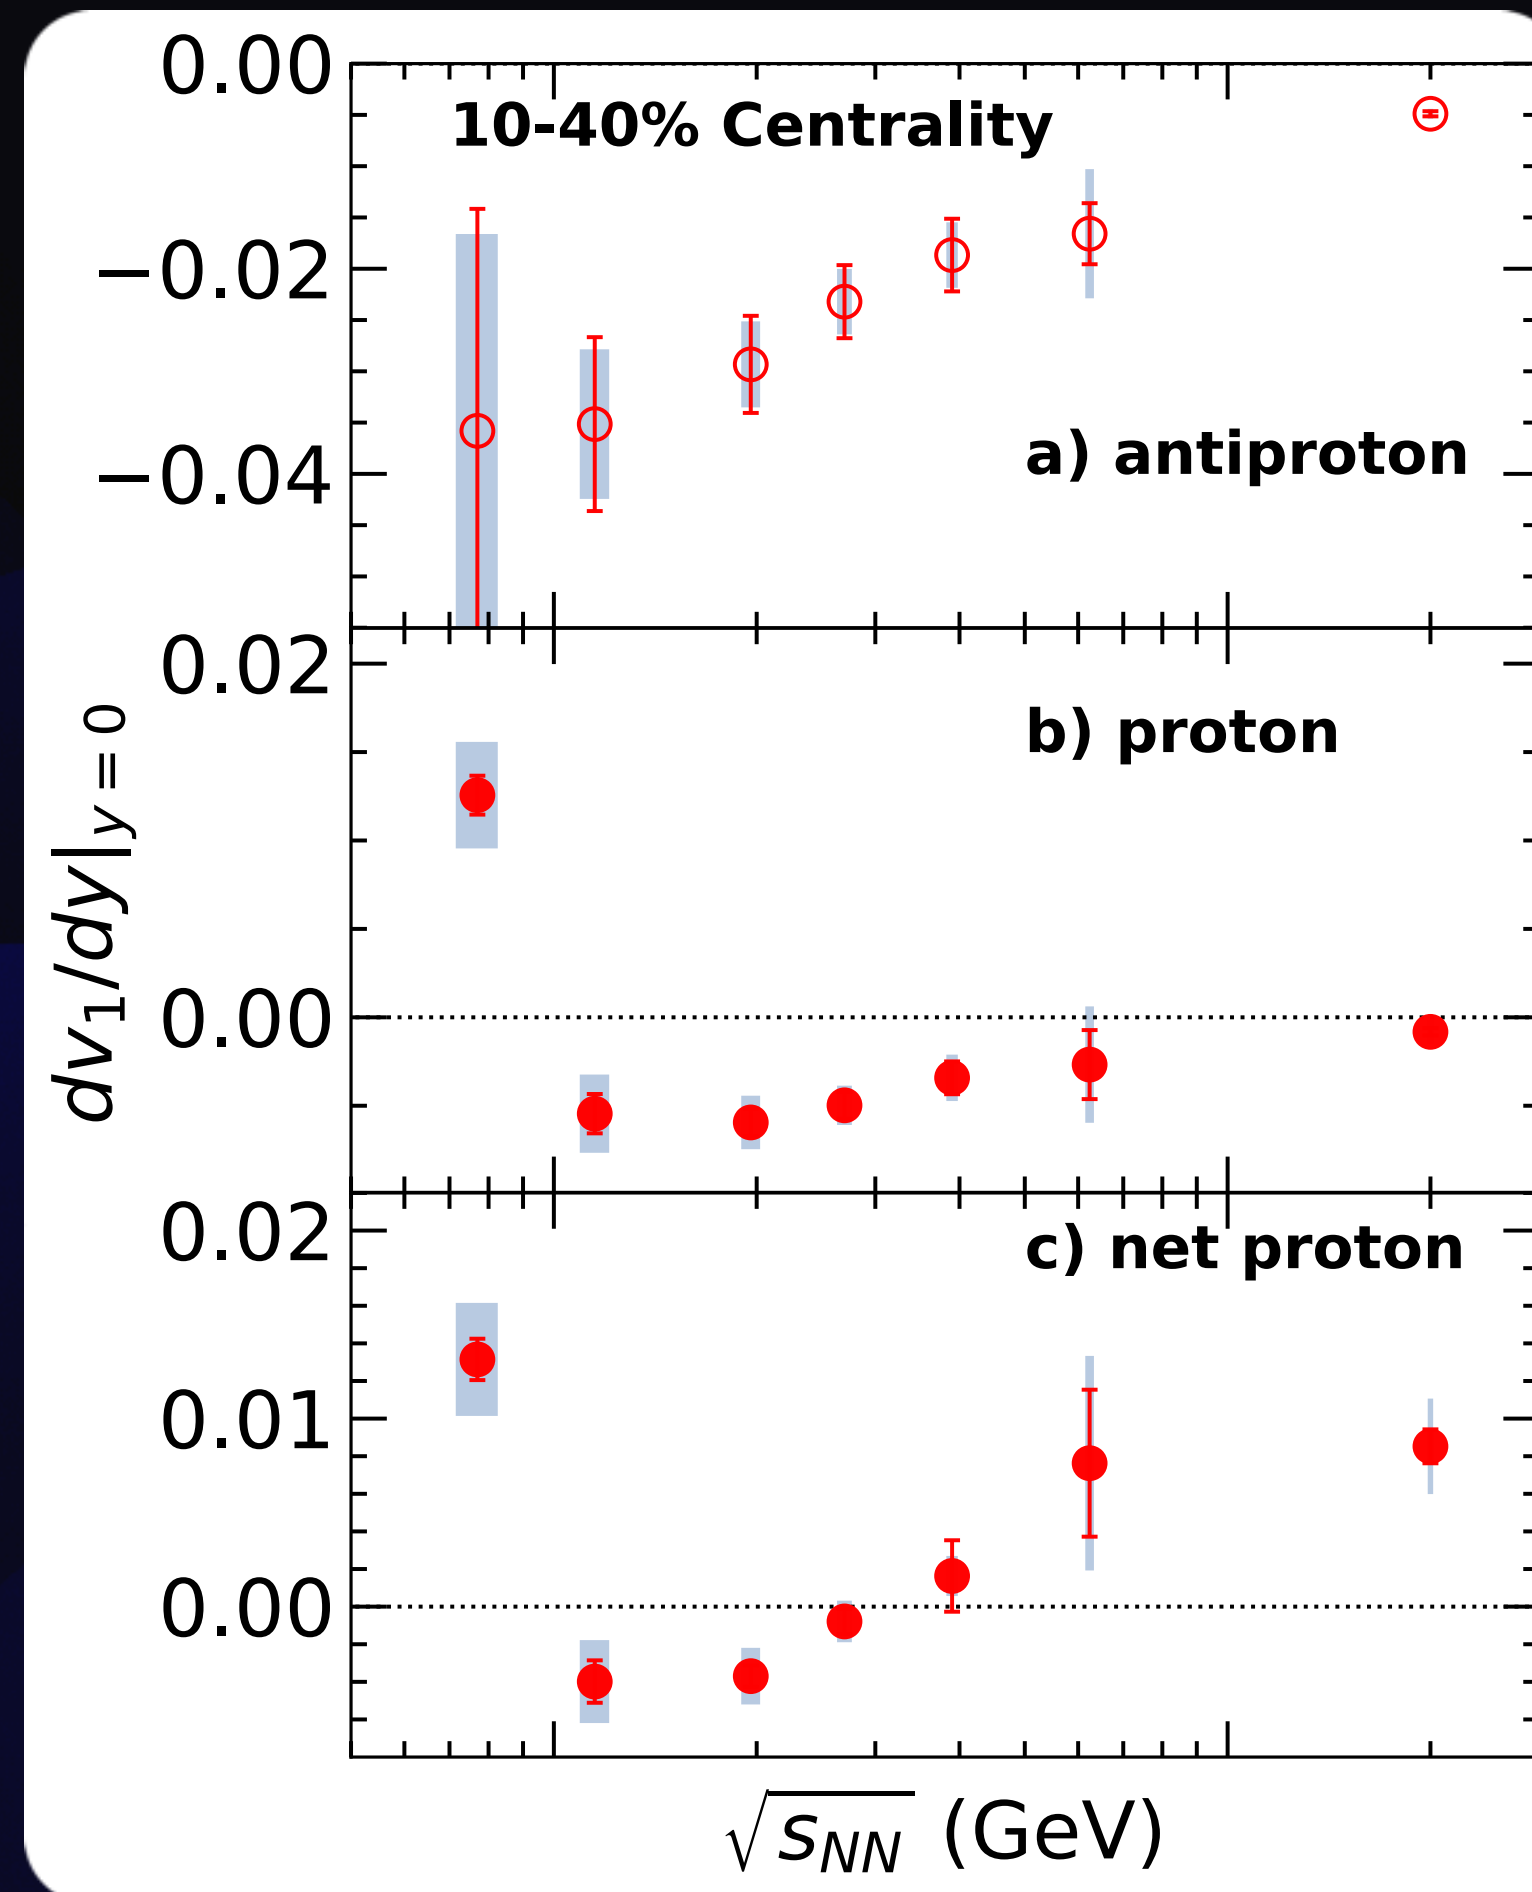 0.00
10-40% Centrality
−0.02
−0.04
a) antiproton
0.02
b) proton
0.00
dv₁/dy|y = 0
0.02
c) net proton
0.01
0.00
√sNN (GeV)